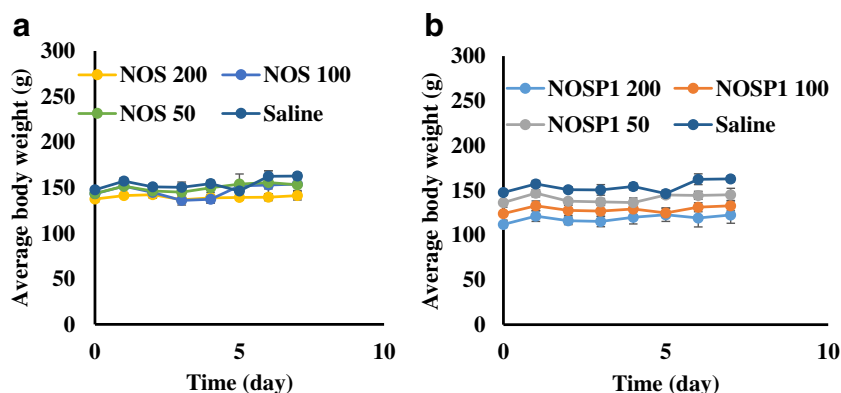 a
300
250
200
150
100
50
0
Average body weight (g)
NOS 200
NOS 100
NOS 50
Saline
0
5
10
Time (day)
b
300
250
200
150
100
50
0
Average body weight (g)
NOSP1 200
NOSP1 100
NOSP1 50
Saline
0
5
10
Time (day)